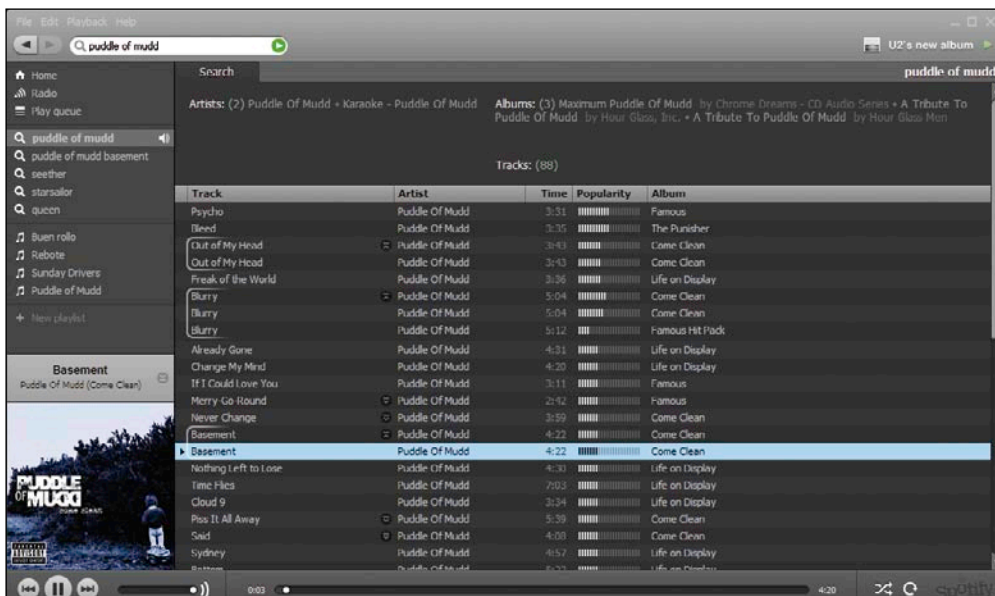 File Edit Playback Help
puddle of mudd
U2's new album
Home
Radio
Play queue
puddle of mudd
puddle of mudd basement
seether
starsailor
queen
Buen rollo
Rebote
Sunday Drivers
Puddle of Mudd
New playlist
Basement
Puddle Of Mudd (Come Clean)
PUDDLE
OF MUDD
come clean
PARENTAL
ADVISORY
Search puddle of mudd
Artists: (2) Puddle Of Mudd • Karaoke - Puddle Of Mudd
Albums: (3) Maximum Puddle Of Mudd by Chrome Dreams - CD Audio Series • A Tribute To
Puddle Of Mudd by Hour Glass, Inc. • A Tribute To Puddle Of Mudd by Hour Glass Men
Tracks: (88)
Track Artist Time Popularity Album
Psycho Puddle Of Mudd 3:31 Famous
Bleed Puddle Of Mudd 3:35 The Punisher
Out of My Head Puddle Of Mudd 3:43 Come Clean
Out of My Head Puddle Of Mudd 3:43 Come Clean
Freak of the World Puddle Of Mudd 3:36 Life on Display
Blurry Puddle Of Mudd 5:04 Come Clean
Blurry Puddle Of Mudd 5:04 Come Clean
Blurry Puddle Of Mudd 5:12 Famous Hit Pack
Already Gone Puddle Of Mudd 4:31 Life on Display
Change My Mind Puddle Of Mudd 4:20 Life on Display
If I Could Love You Puddle Of Mudd 3:11 Famous
Merry-Go-Round Puddle Of Mudd 2:42 Famous
Never Change Puddle Of Mudd 3:59 Come Clean
Basement Puddle Of Mudd 4:22 Come Clean
Basement Puddle Of Mudd 4:22 Come Clean
Nothing Left to Lose Puddle Of Mudd 4:30 Life on Display
Time Flies Puddle Of Mudd 7:03 Life on Display
Cloud 9 Puddle Of Mudd 3:34 Life on Display
Piss It All Away Puddle Of Mudd 5:39 Come Clean
Said Puddle Of Mudd 4:08 Come Clean
Sydney Puddle Of Mudd 4:57 Life on Display
Bottom Puddle Of Mudd 5:33 Life on Display
0:03 4:20 Spotify